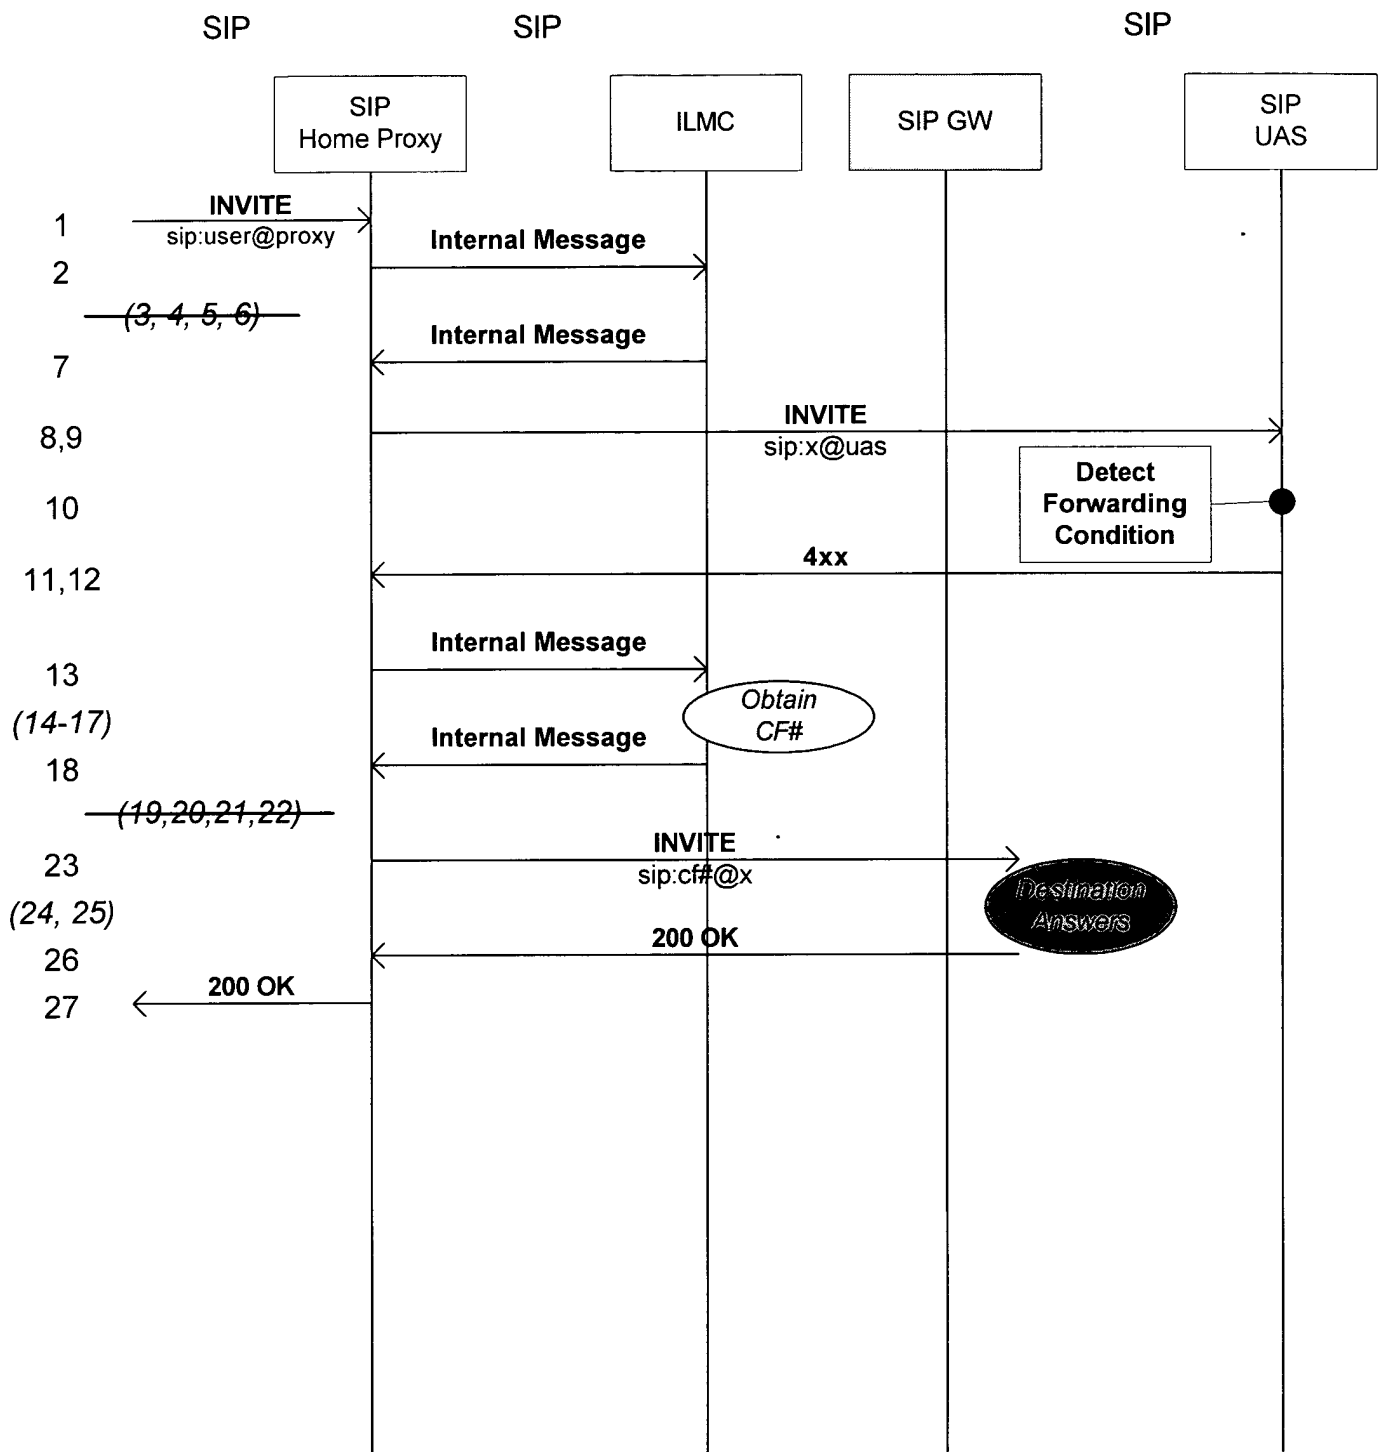 SIP
SIP
SIP
SIP
Home Proxy
ILMC
SIP GW
SIP
UAS
1
INVITE
sip:user@proxy
Internal Message
2
(3, 4, 5, 6)
Internal Message
7
INVITE
8,9
sip:x@uas
Detect
Forwarding
Condition
10
4xx
11,12
Internal Message
13
Obtain
CF#
(14-17)
Internal Message
18
(19,20,21,22)
INVITE
23
sip:cf#@x
Destination
Answers
(24, 25)
200 OK
26
200 OK
27